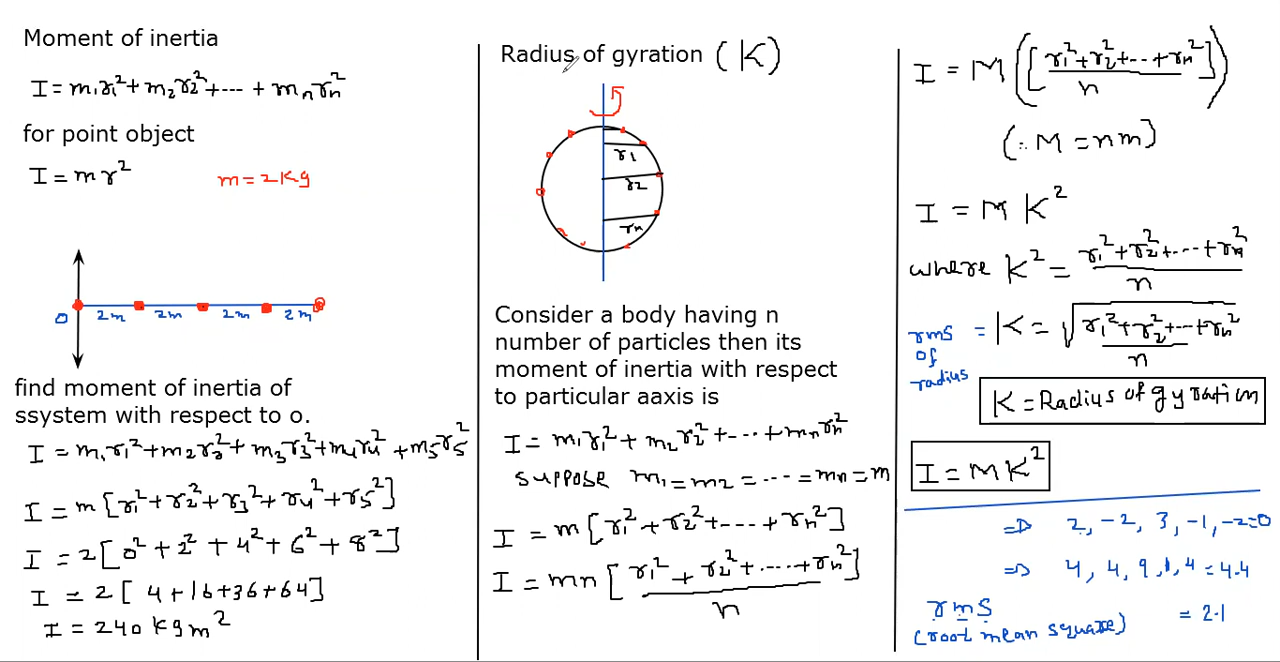 Moment of inertia
I = m₁r₁² + m₂r₂² + --- + mₙrₙ²
for point object
I = mr²
m = 2 Kg
O 2m 2m 2m 2m
find moment of inertia of
ssystem with respect to o.
I = m₁r₁² + m₂r₂² + m₃r₃² + m₄r₄² + m₅r₅²
I = m [r₁² + r₂² + r₃² + r₄² + r₅²]
I = 2 [0² + 2² + 4² + 6² + 8²]
I = 2 [4 + 16 + 36 + 64]
I = 240 kgm²
Radius of gyration (K)
r₁
r₂
rₙ
Consider a body having n
number of particles then its
moment of inertia with respect
to particular aaxis is
I = m₁r₁² + m₂r₂² + --- + mₙrₙ²
suppose m₁ = m₂ = --- = mₙ = m
I = m [r₁² + r₂² + --- + rₙ²]
I = mn [r₁² + r₂² + ---- + rₙ²]
n
I = M ([r₁² + r₂² + --- + rₙ²])
n
(∴ M = nm)
I = M K²
where K² = r₁² + r₂² + --- + rₙ²
n
rms of radius = K = √r₁² + r₂² + --- + rₙ²
n
K = Radius of gyration
I = M K²
⇒ 2, -2, 3, -1, -2 = 0
⇒ 4, 4, 9, 1, 4 = 4.4
rms = 2.1
(root mean square)